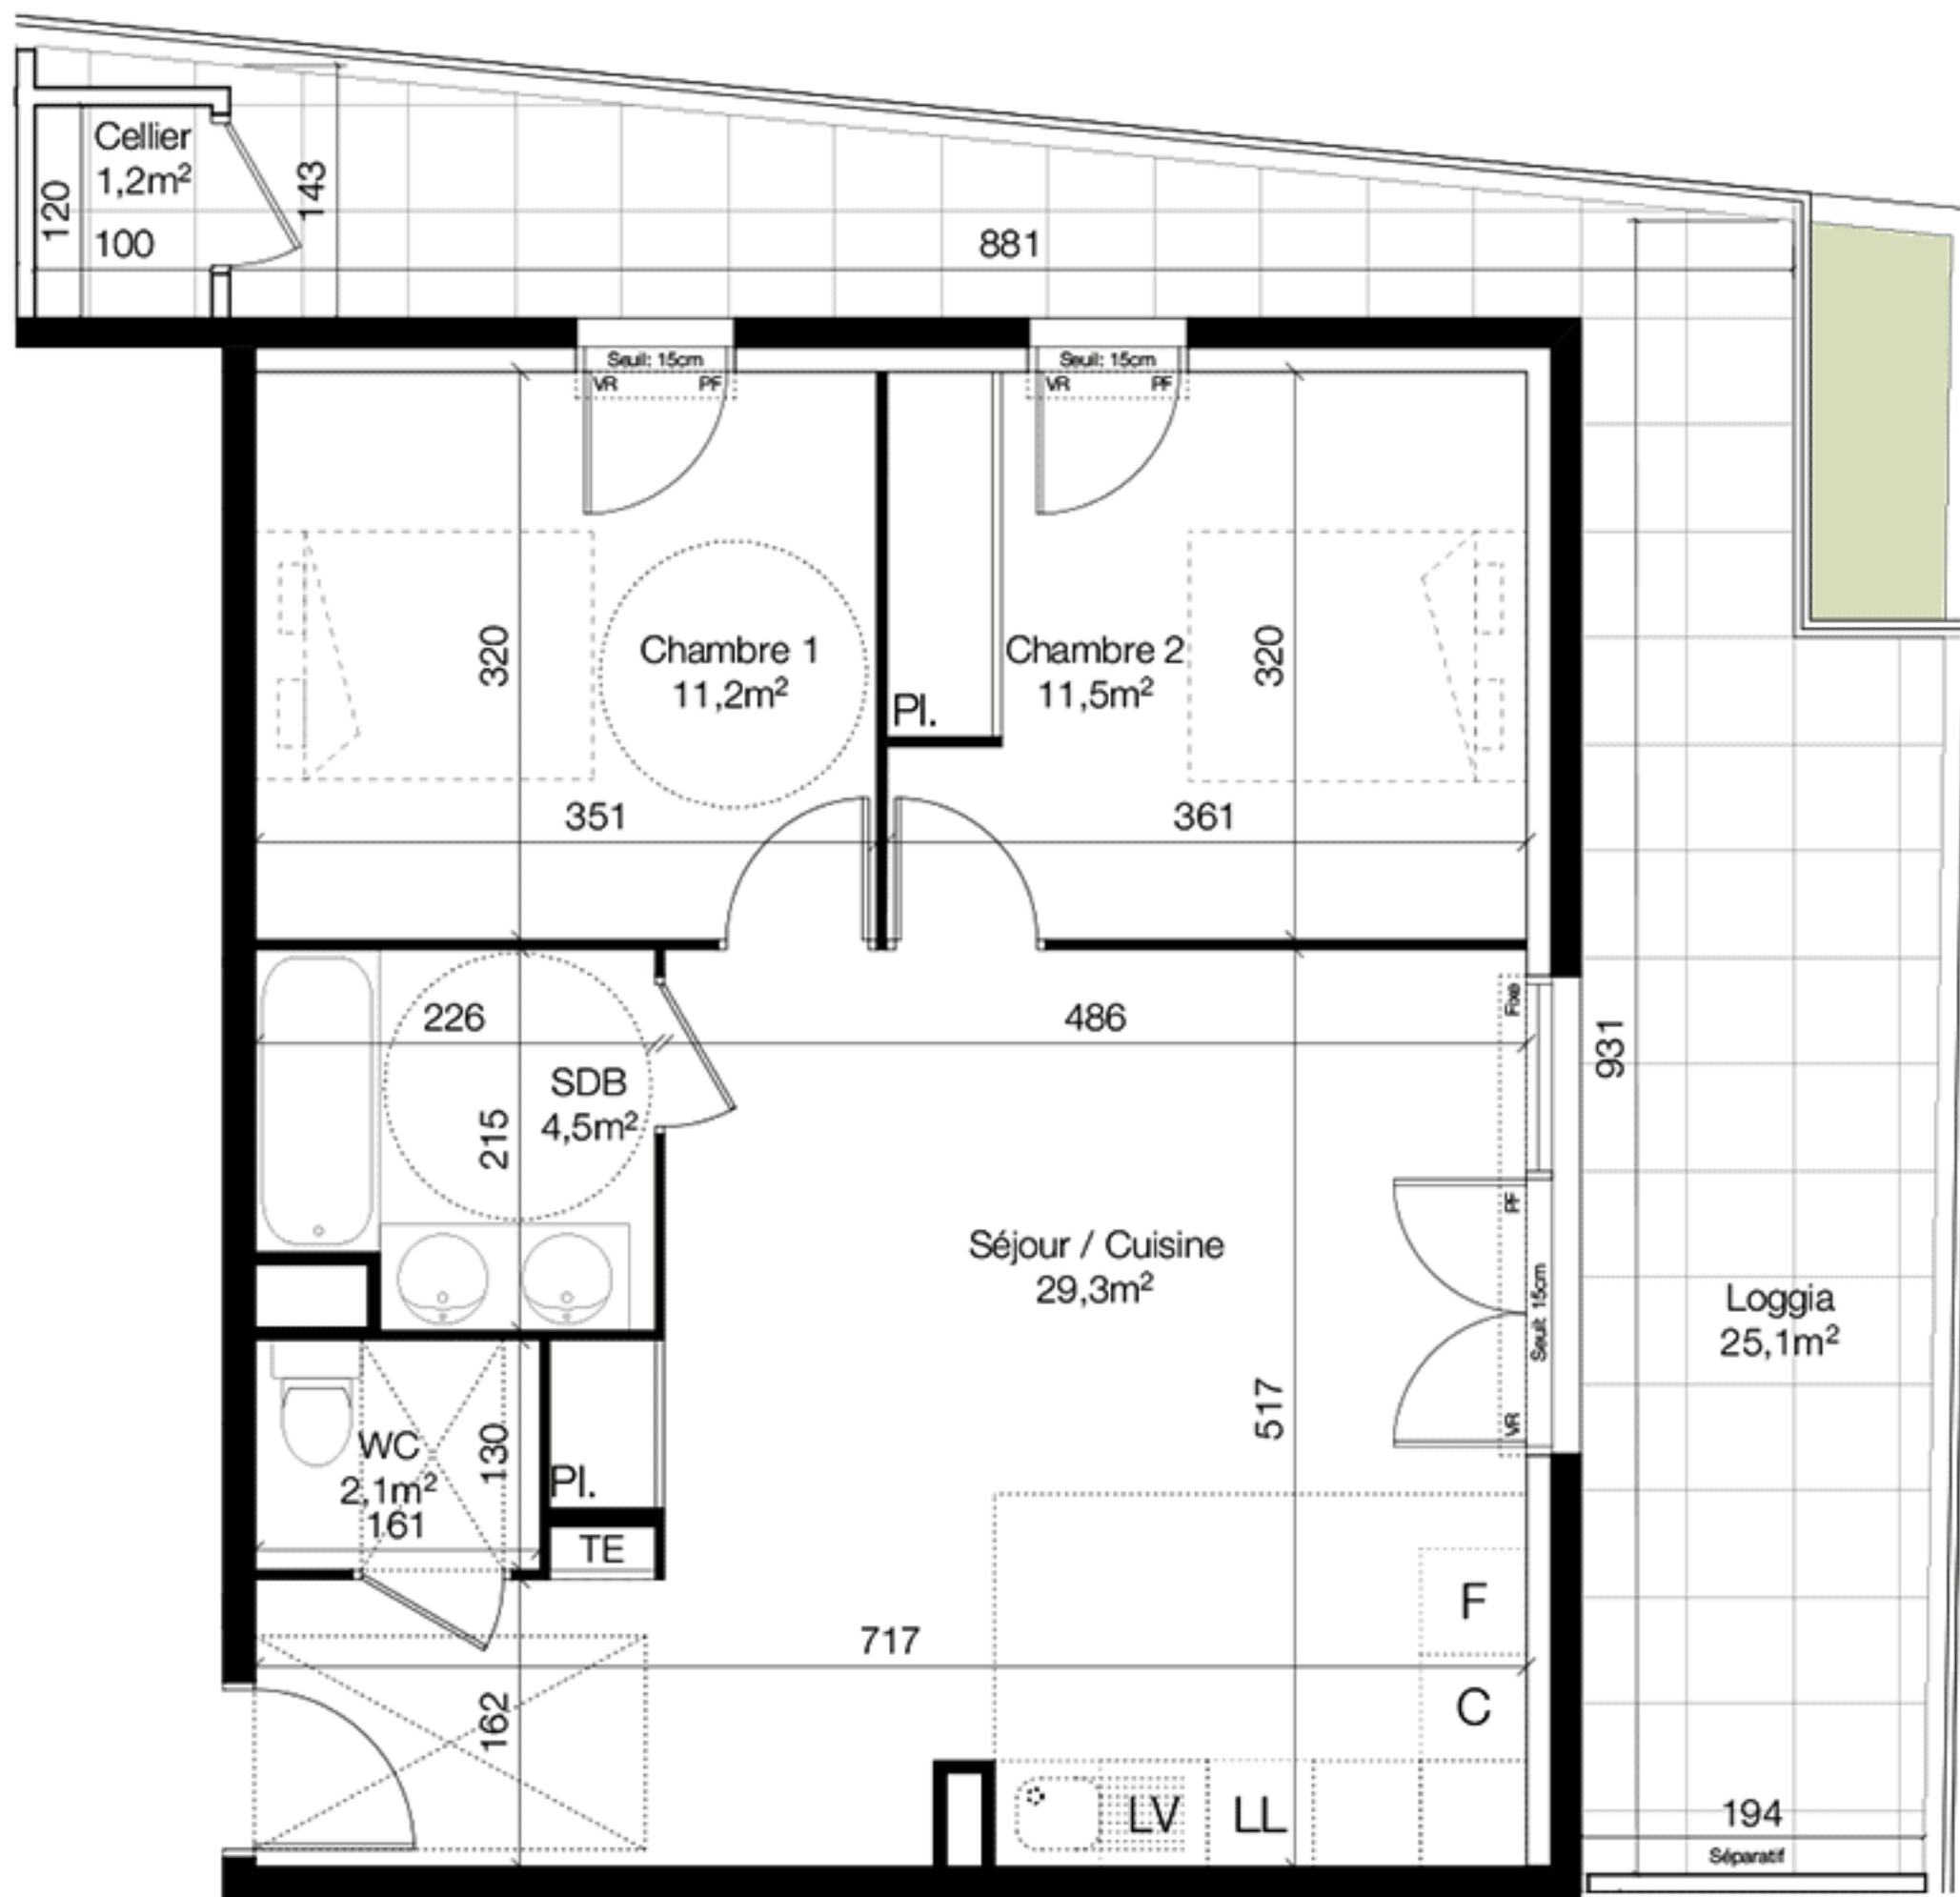 Cellier
1,2m²
120
100
143
881
Seuil: 15cm
VR PF
Seuil: 15cm
VR PF
320
Chambre 1
11,2m²
Pl.
Chambre 2
11,5m²
320
351
361
226
486
Fixe
931
SDB
4,5m²
215
PF
Séjour / Cuisine
29,3m²
Seuil: 15cm
Loggia
25,1m²
517
VR
WC
2,1m²
161
130
Pl.
TE
F
717
C
162
LV
LL
194
Séparatif